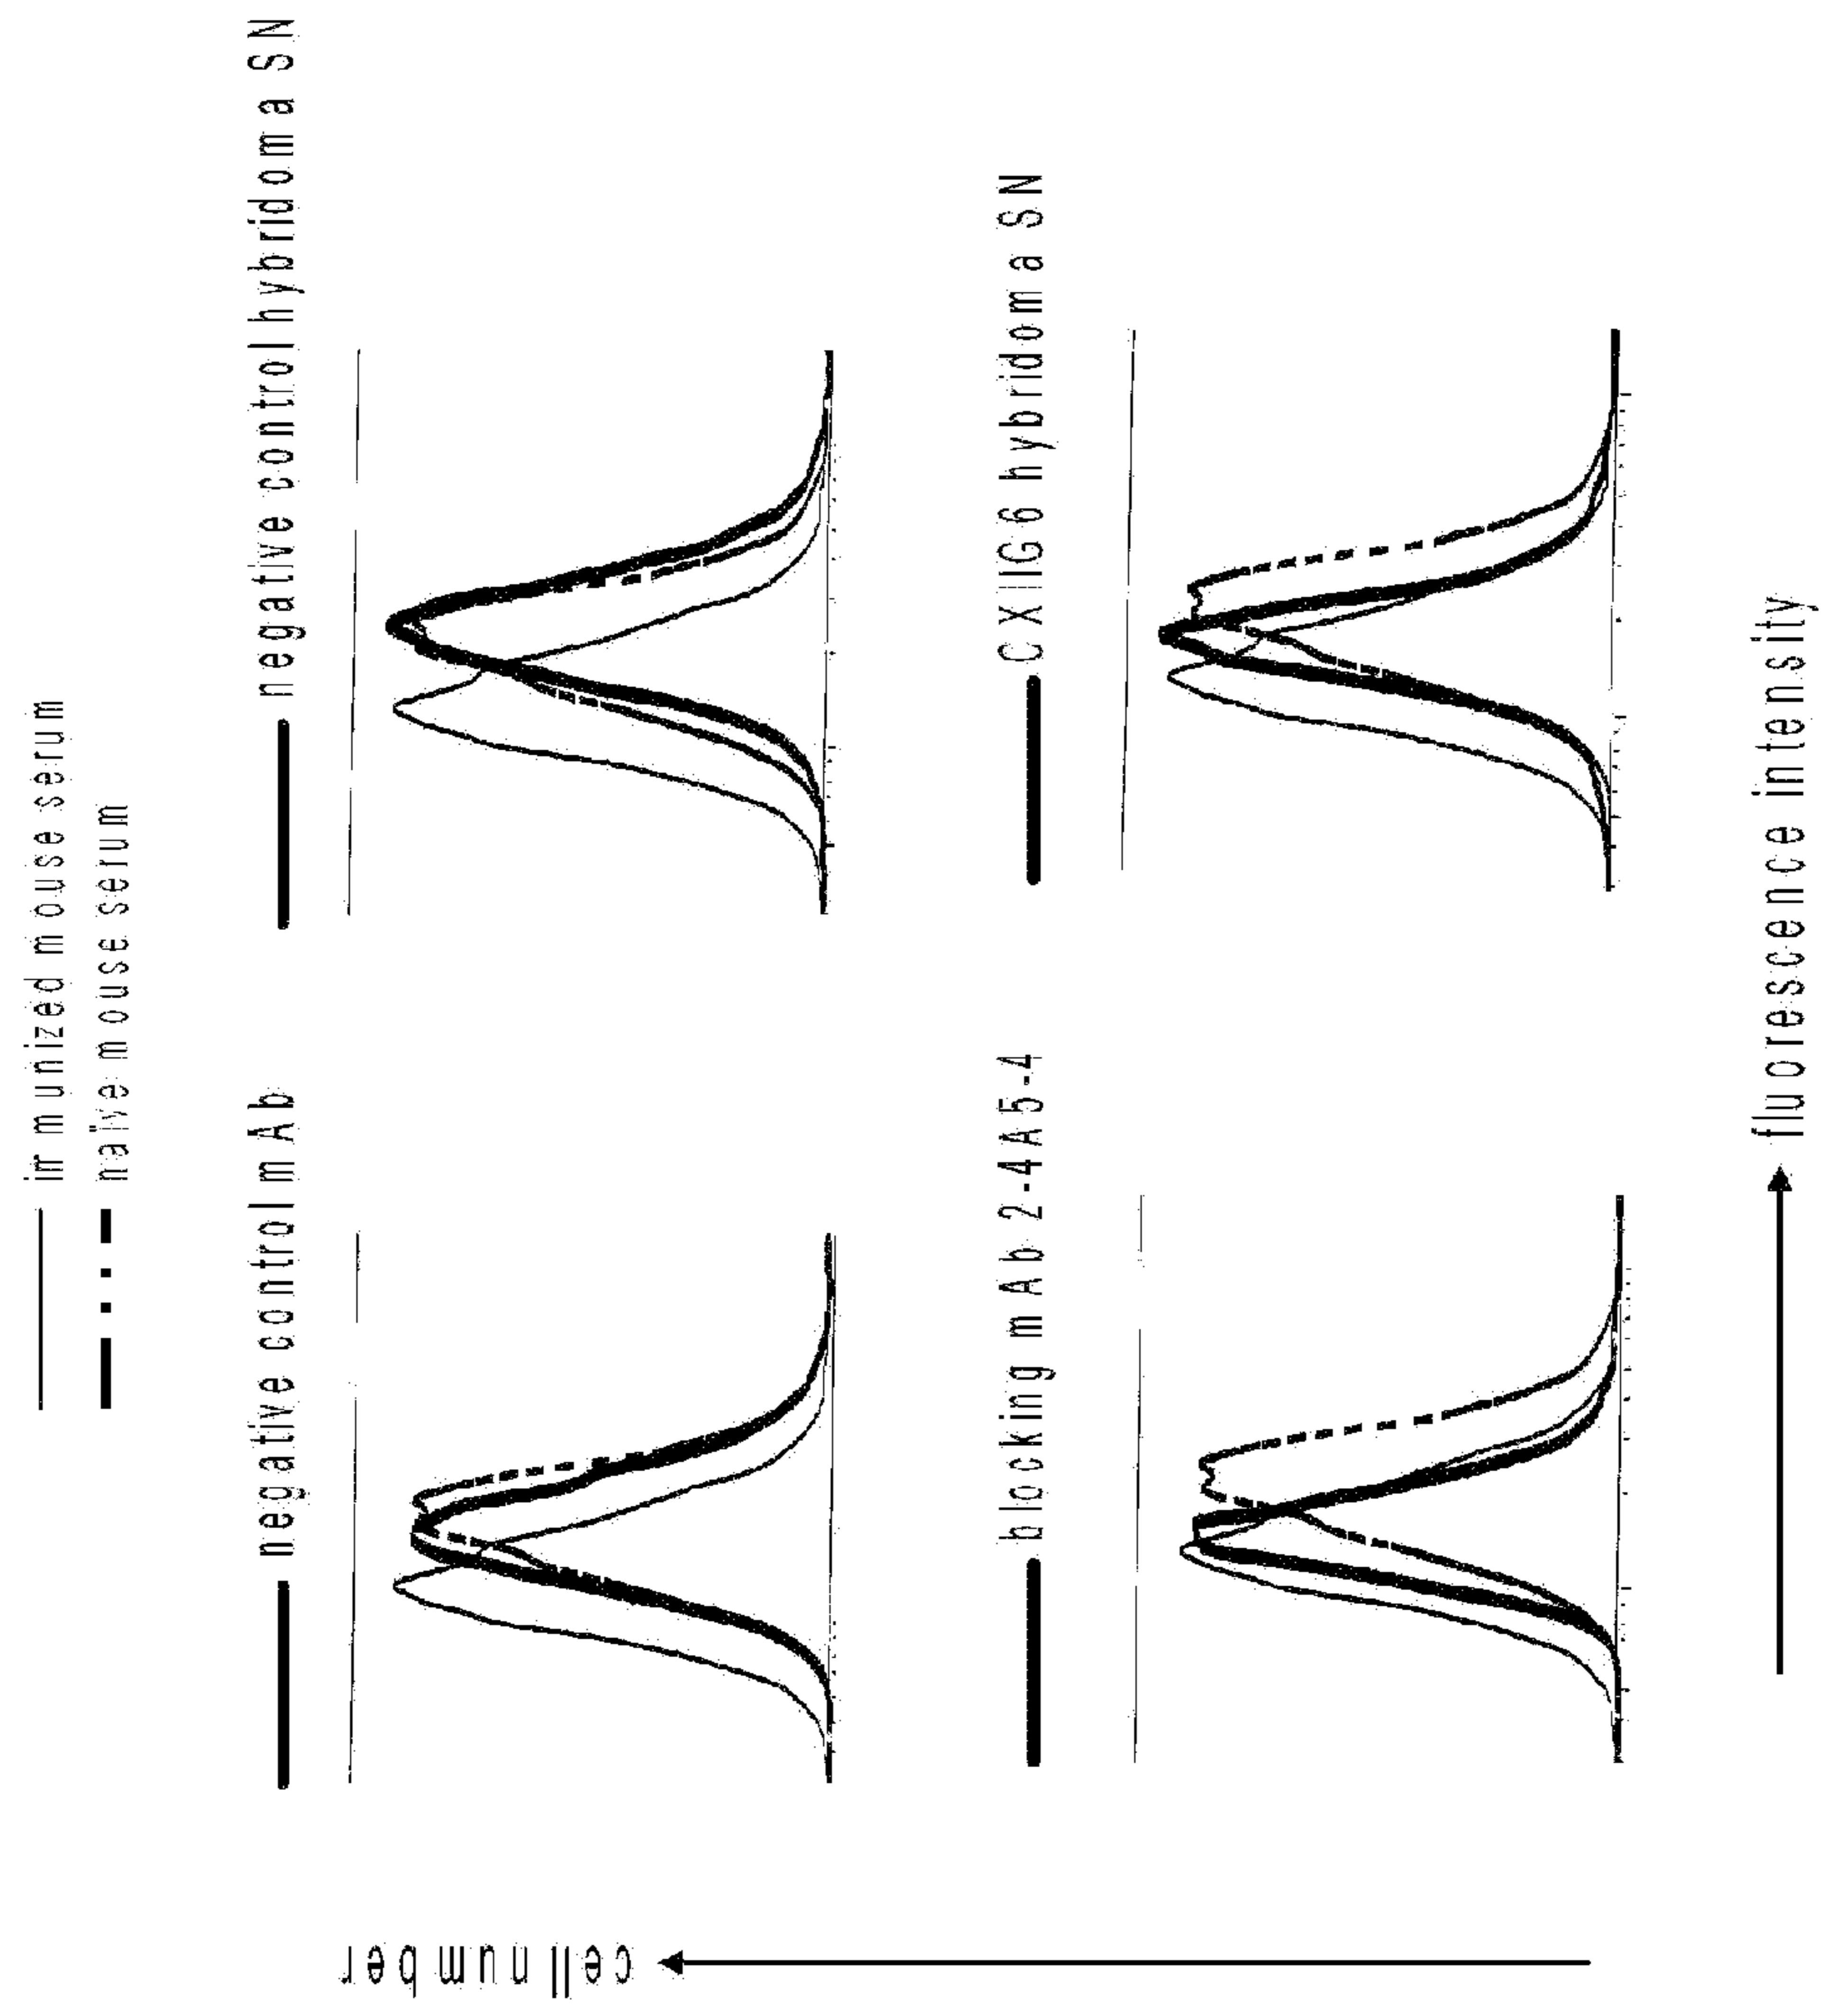 immunized mouse serum
naïve mouse serum
negative control mAb
negative control hybridoma SN
blocking mAb 2-4A5-4
CXIIG6 hybridoma SN
cell number
fluorescence intensity